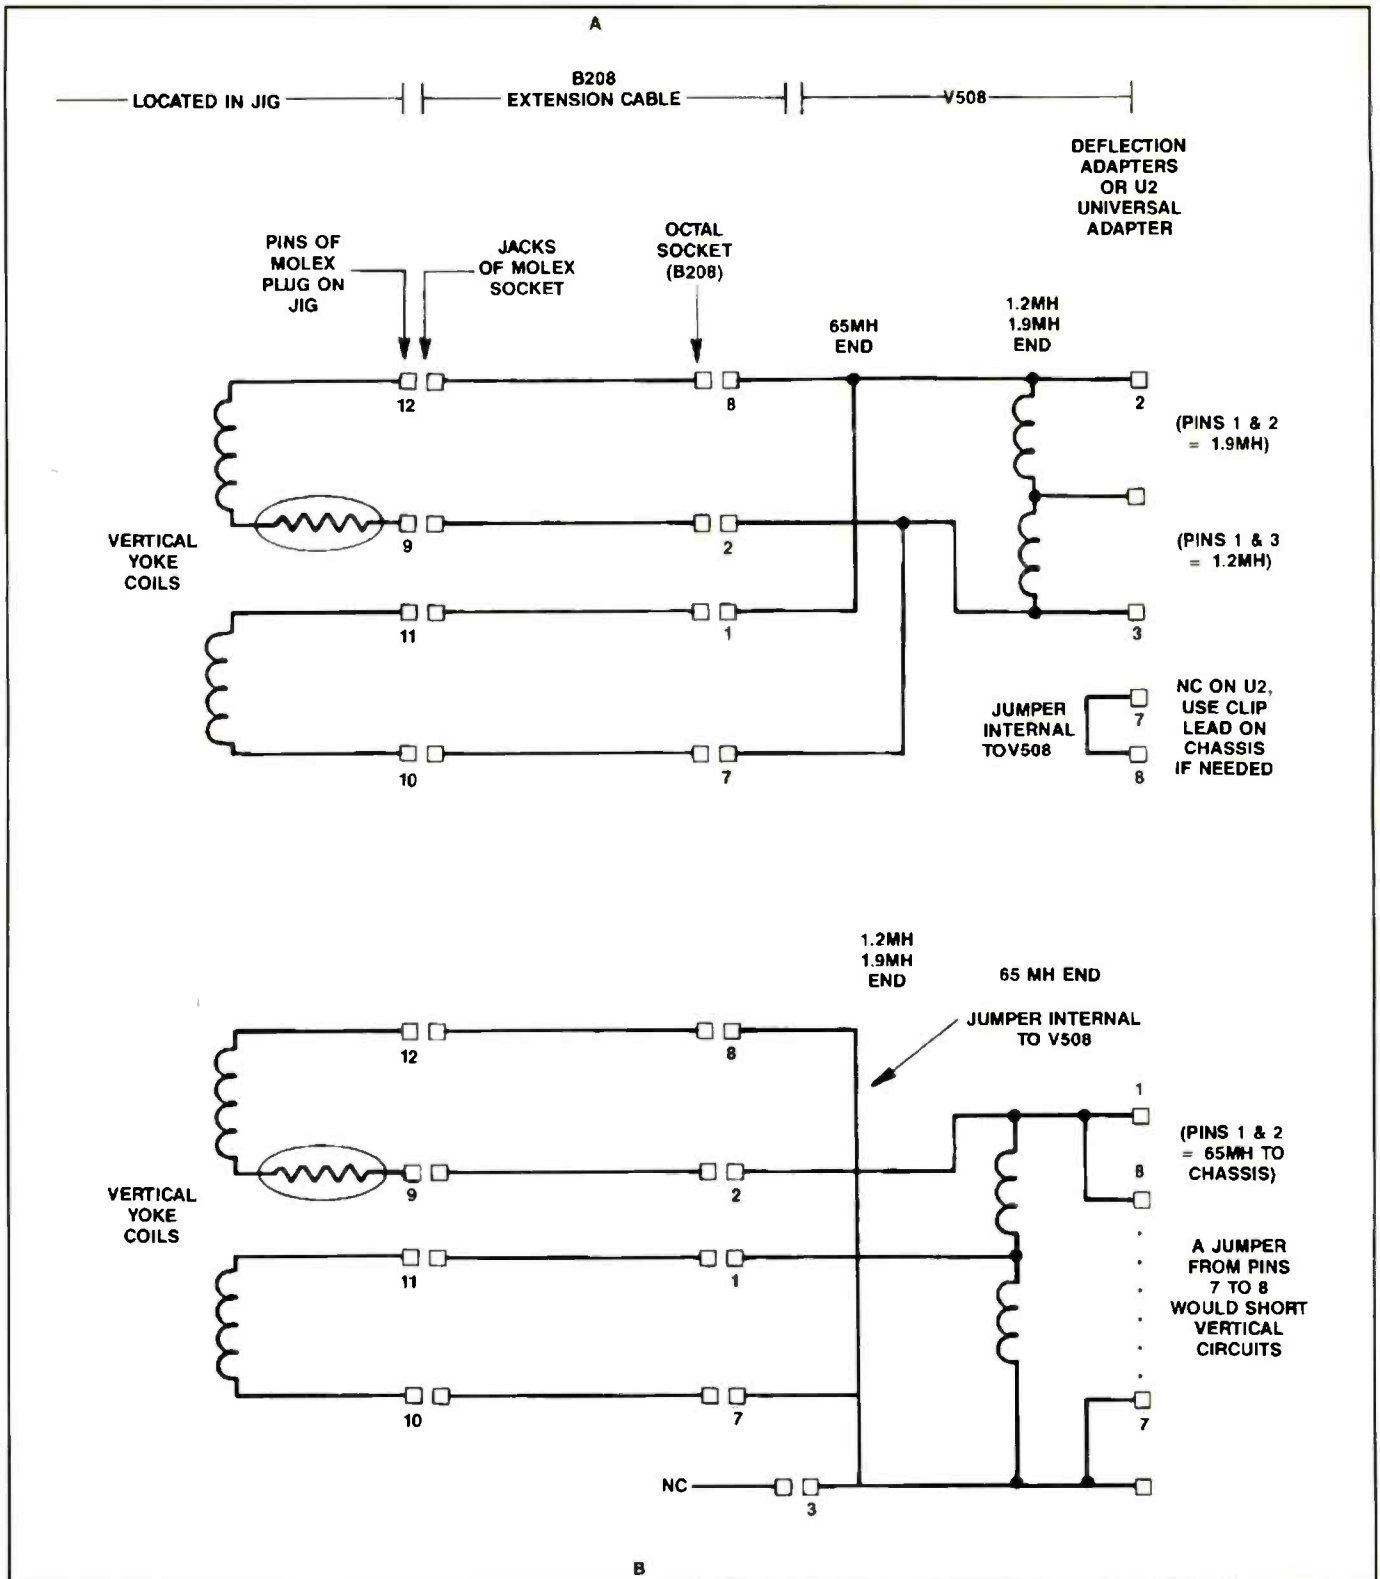 A
LOCATED IN JIG
B208
EXTENSION CABLE
V508
DEFLECTION
ADAPTERS
OR U2
UNIVERSAL
ADAPTER
PINS OF
MOLEX
PLUG ON
JIG
JACKS
OF MOLEX
SOCKET
OCTAL
SOCKET
(B208)
65MH
END
1.2MH
1.9MH
END
12
8
2
(PINS 1 & 2
= 1.9MH)
VERTICAL
YOKE
COILS
9
2
(PINS 1 & 3
= 1.2MH)
11
1
3
JUMPER
INTERNAL
TO V508
7
8
NC ON U2,
USE CLIP
LEAD ON
CHASSIS
IF NEEDED
10
7
1.2MH
1.9MH
END
65 MH END
JUMPER INTERNAL
TO V508
12
8
1
(PINS 1 & 2
= 65MH TO
CHASSIS)
8
VERTICAL
YOKE
COILS
9
2
11
1
A JUMPER
FROM PINS
7 TO 8
WOULD SHORT
VERTICAL
CIRCUITS
10
7
7
NC
3
B